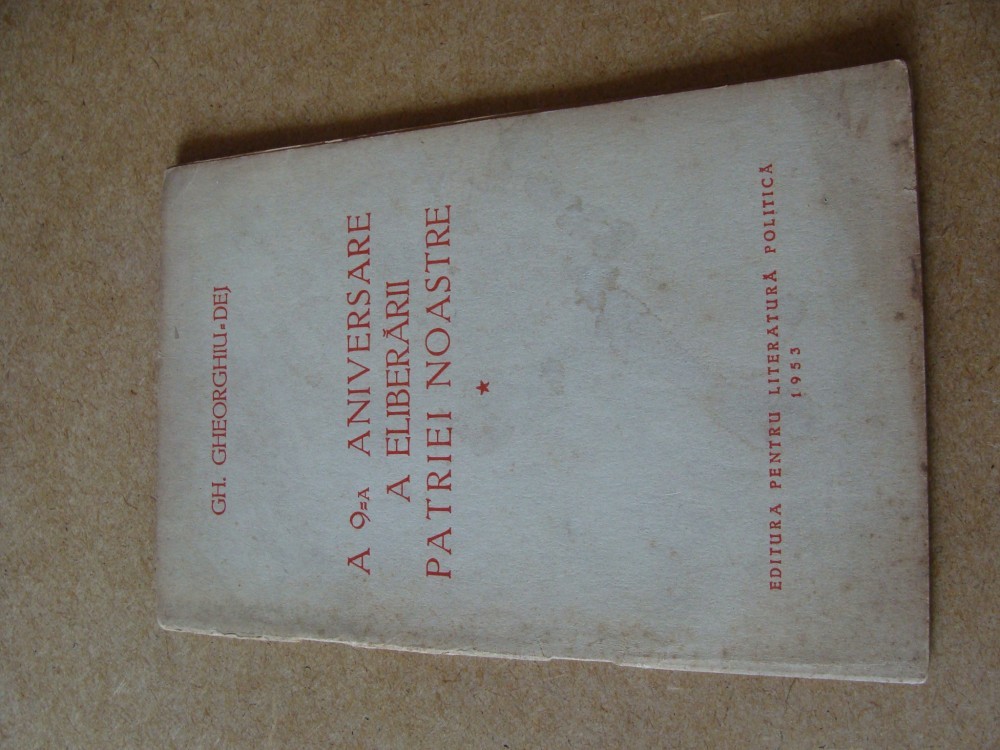 GH. GHEORGHIU-DEJ
A 9-A ANIVERSARE
A ELIBERĂRII
PATRIEI NOASTRE
EDITURA PENTRU LITERATURĂ POLITICĂ
1953